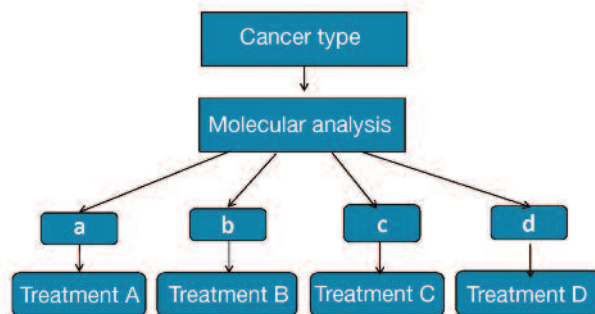 Cancer type
Molecular analysis
a
b
c
d
Treatment A
Treatment B
Treatment C
Treatment D